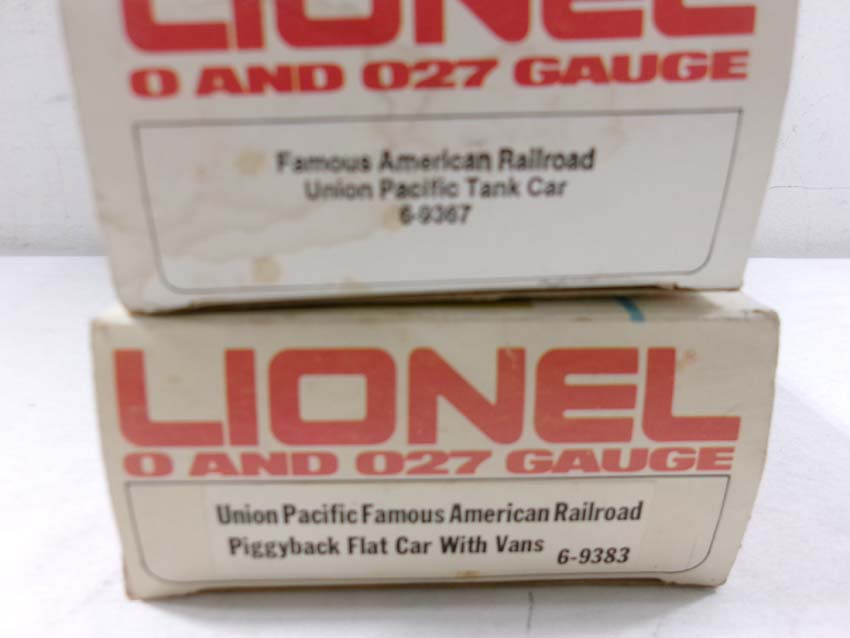 LIONEL
O AND O27 GAUGE
Famous American Railroad
Union Pacific Tank Car
6-9367
LIONEL
O AND O27 GAUGE
Union Pacific Famous American Railroad
Piggyback Flat Car With Vans 6-9383